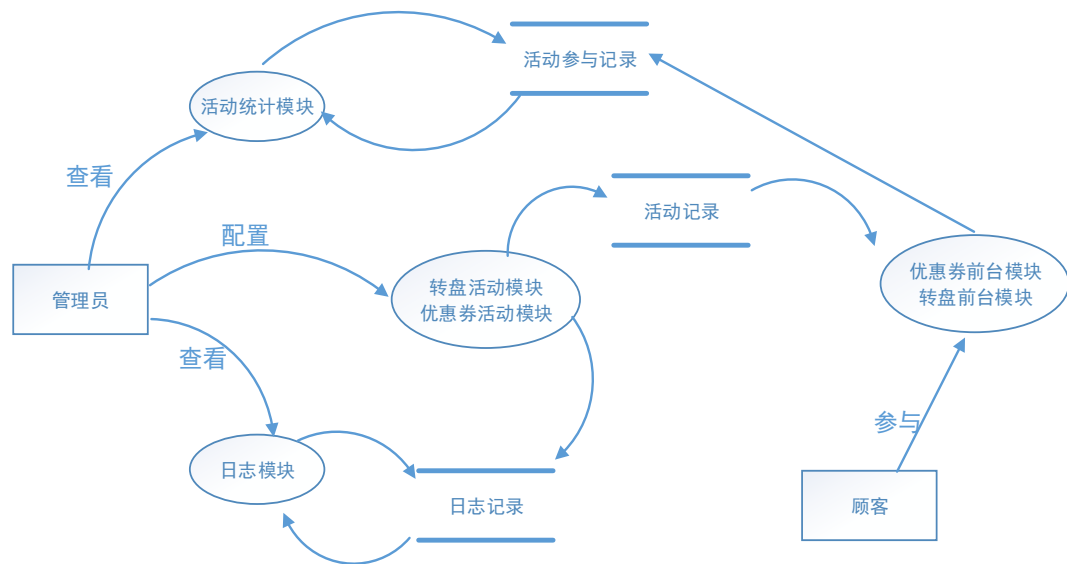 活动参与记录
活动统计模块
查看
活动记录
配置
优惠券前台模块
转盘前台模块
管理员
转盘活动模块
优惠券活动模块
查看
参与
日志模块
日志记录
顾客